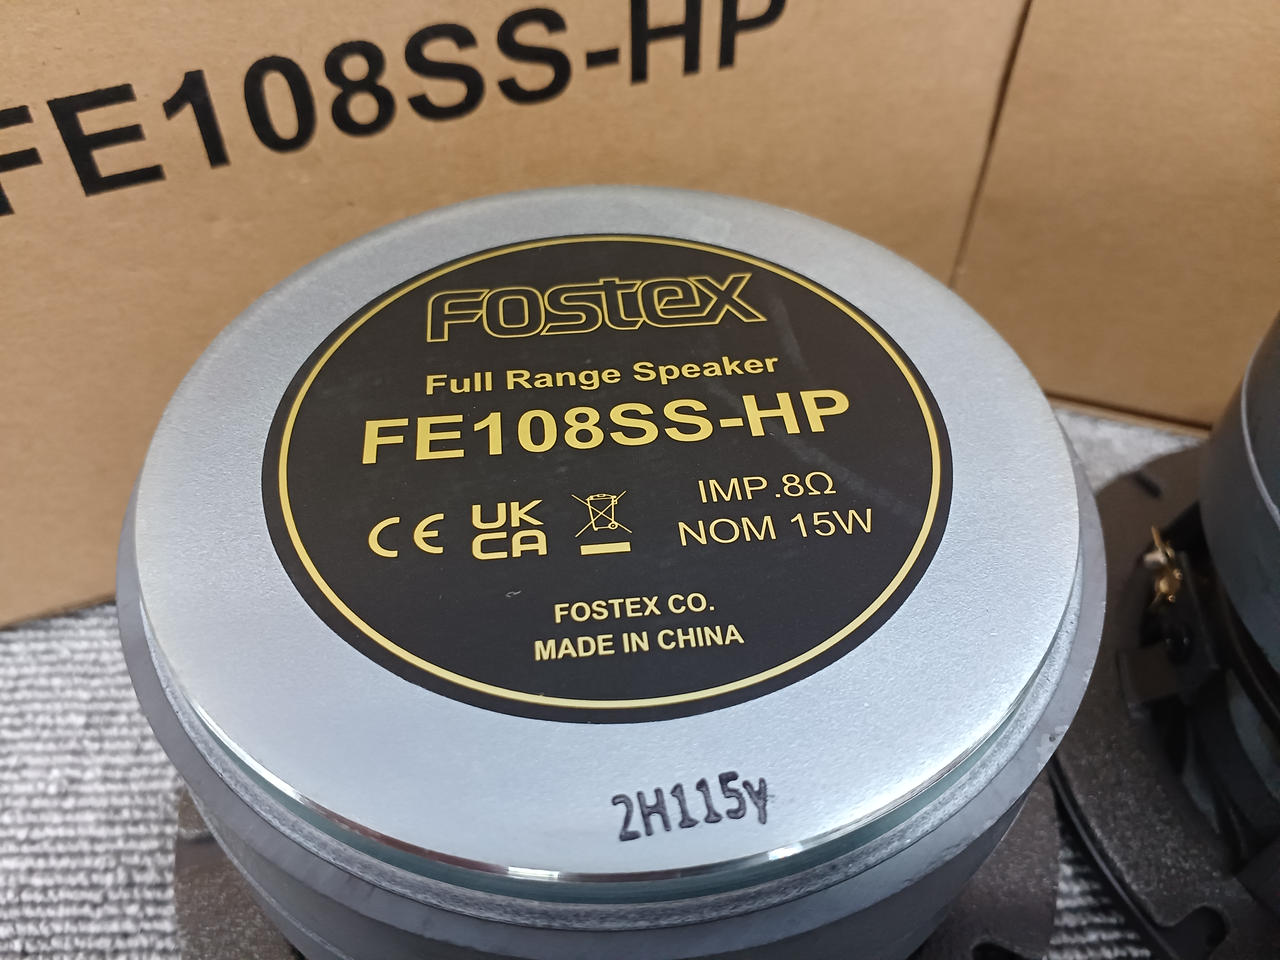 FE108SS-HP
Fostex
Full Range Speaker
FE108SS-HP
CE UK CA
IMP.8Ω
NOM 15W
FOSTEX CO.
MADE IN CHINA
2H115y